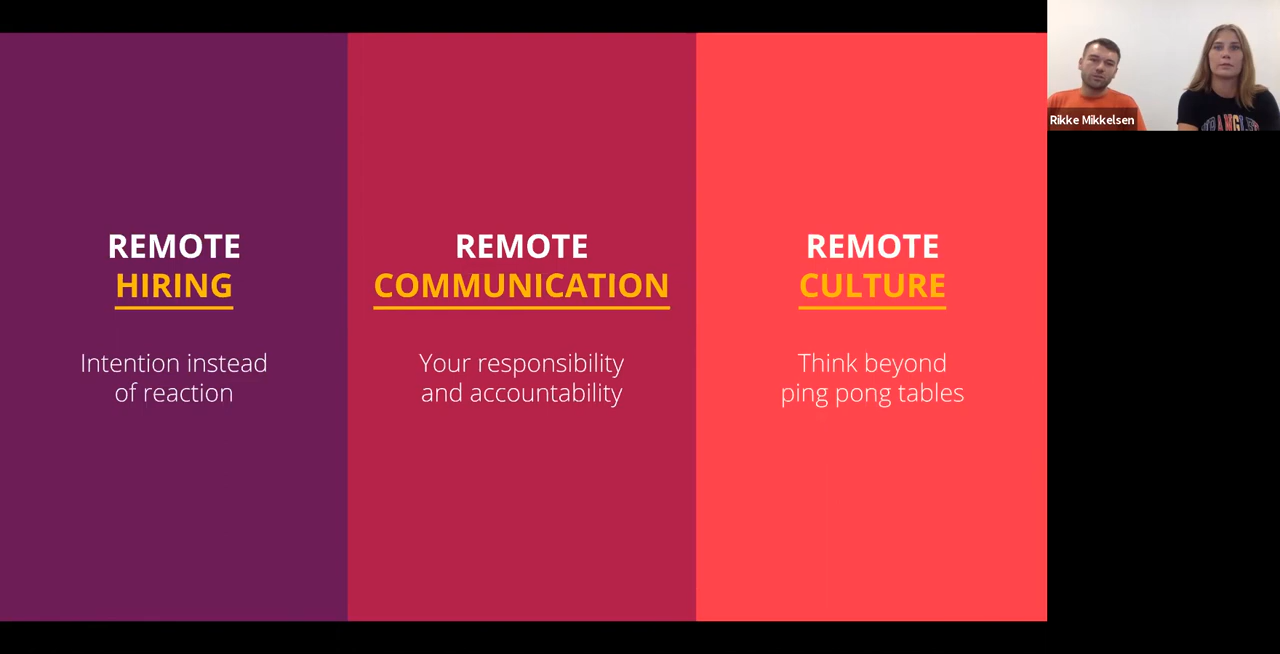 REMOTE
HIRING
Intention instead
of reaction
REMOTE
COMMUNICATION
Your responsibility
and accountability
REMOTE
CULTURE
Think beyond
ping pong tables
Rikke Mikkelsen
WRANGLER